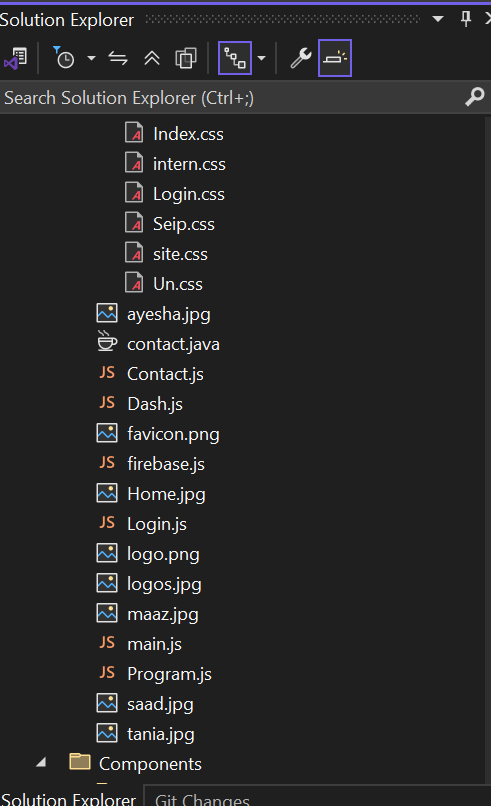 Solution Explorer
Search Solution Explorer (Ctrl+;)
Index.css
intern.css
Login.css
Seip.css
site.css
Un.css
ayesha.jpg
contact.java
JS Contact.js
JS Dash.js
favicon.png
JS firebase.js
Home.jpg
JS Login.js
logo.png
logos.jpg
maaz.jpg
JS main.js
JS Program.js
saad.jpg
tania.jpg
Components
Solution Explorer Git Changes